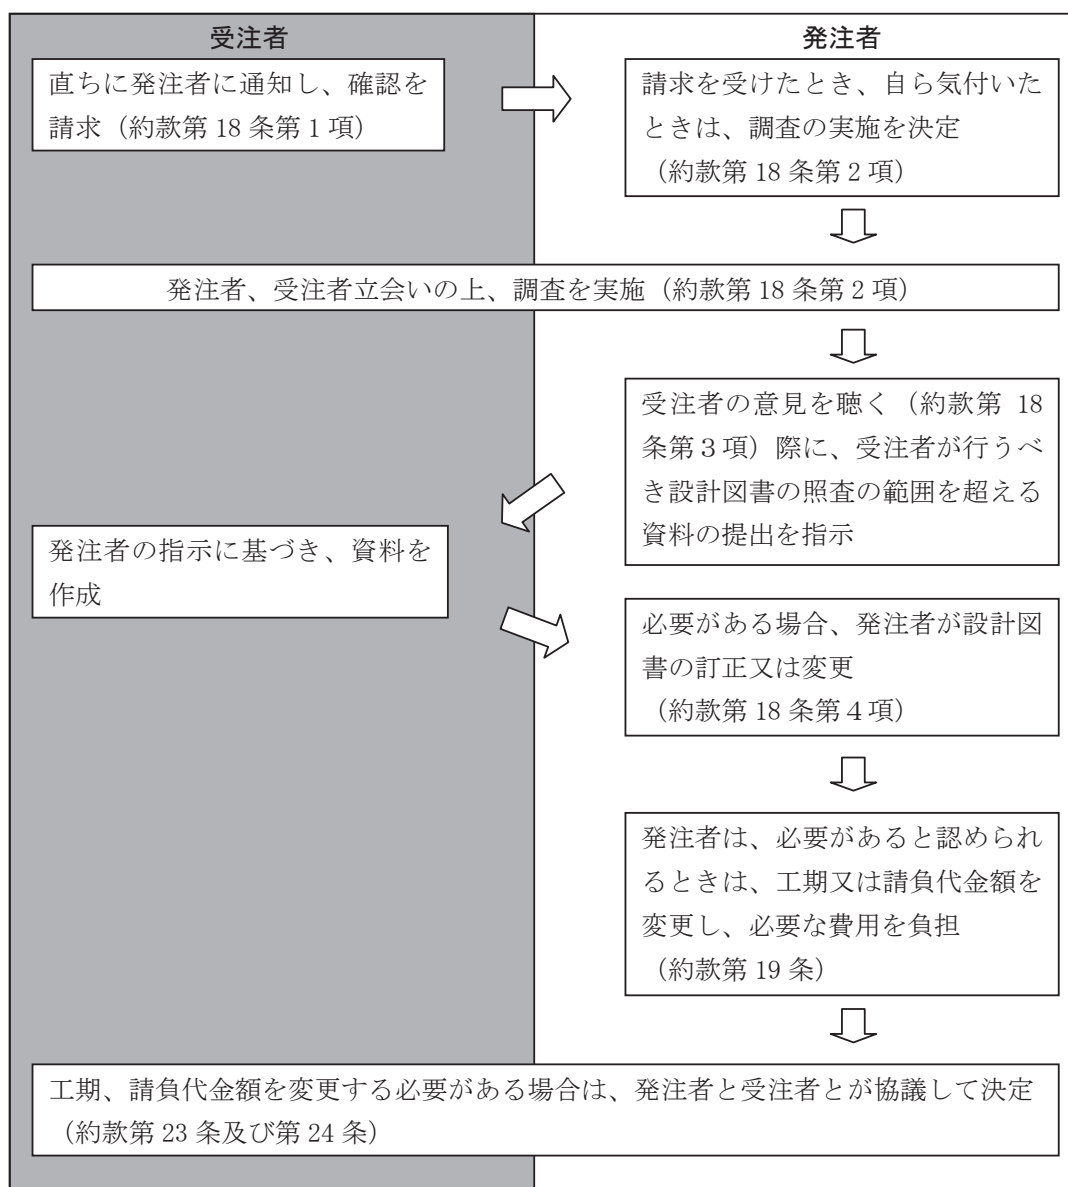 受注者
発注者
直ちに発注者に通知し、確認を
請求（約款第 18 条第１項）
請求を受けたとき、自ら気付いた
ときは、調査の実施を決定
（約款第 18 条第２項）
発注者、受注者立会いの上、調査を実施（約款第 18 条第２項）
受注者の意見を聴く（約款第 18
条第３項）際に、受注者が行うべ
き設計図書の照査の範囲を超える
資料の提出を指示
発注者の指示に基づき、資料を
作成
必要がある場合、発注者が設計図
書の訂正又は変更
（約款第 18 条第４項）
発注者は、必要があると認められ
るときは、工期又は請負代金額を
変更し、必要な費用を負担
（約款第 19 条）
工期、請負代金額を変更する必要がある場合は、発注者と受注者とが協議して決定
（約款第 23 条及び第 24 条）